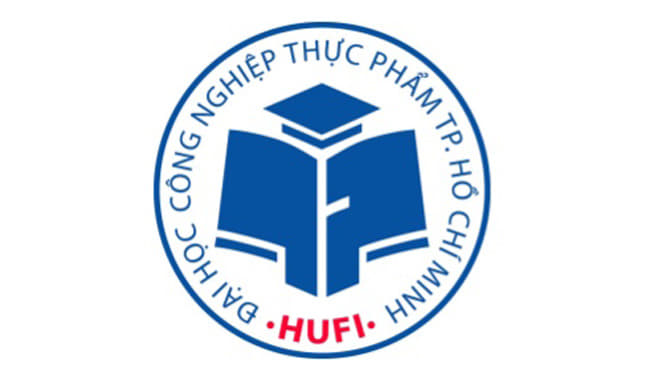 ĐẠI HỌC CÔNG NGHIỆP THỰC PHẨM TP. HỒ CHÍ MINH
·HUFI·